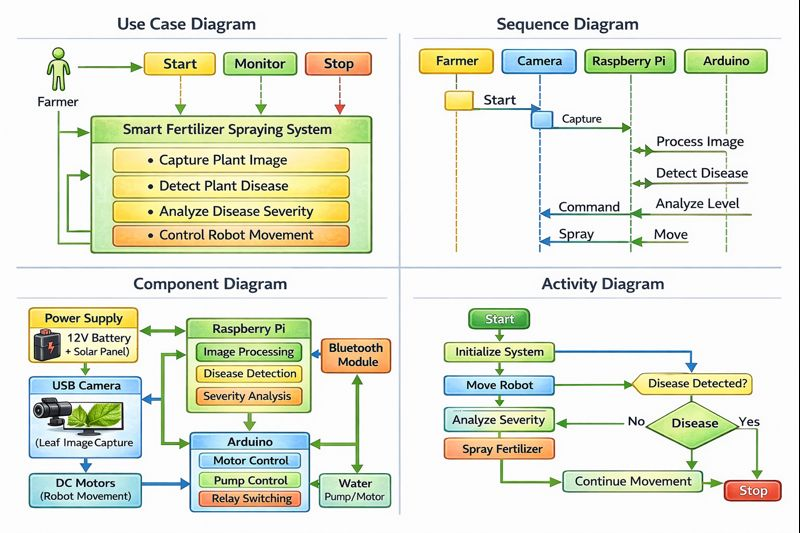 Use Case Diagram
Farmer
Start
Monitor
Stop
Smart Fertilizer Spraying System
• Capture Plant Image
• Detect Plant Disease
• Analyze Disease Severity
• Control Robot Movement
Sequence Diagram
Farmer
Camera
Raspberry Pi
Arduino
Start
Capture
Process Image
Detect Disease
Command
Analyze Level
Spray
Move
Component Diagram
Power Supply
12V Battery
+ Solar Panel)
USB Camera
(Leaf Image Capture
DC Motors
(Robot Movement)
Raspberry Pi
Image Processing
Disease Detection
Severity Analysis
Bluetooth
Module
Arduino
Motor Control
Pump Control
Relay Switching
Water
Pump/Motor
Activity Diagram
Start
Initialize System
Move Robot
Disease Detected?
Analyze Severity
No
Disease
Yes
Spray Fertilizer
Continue Movement
Stop